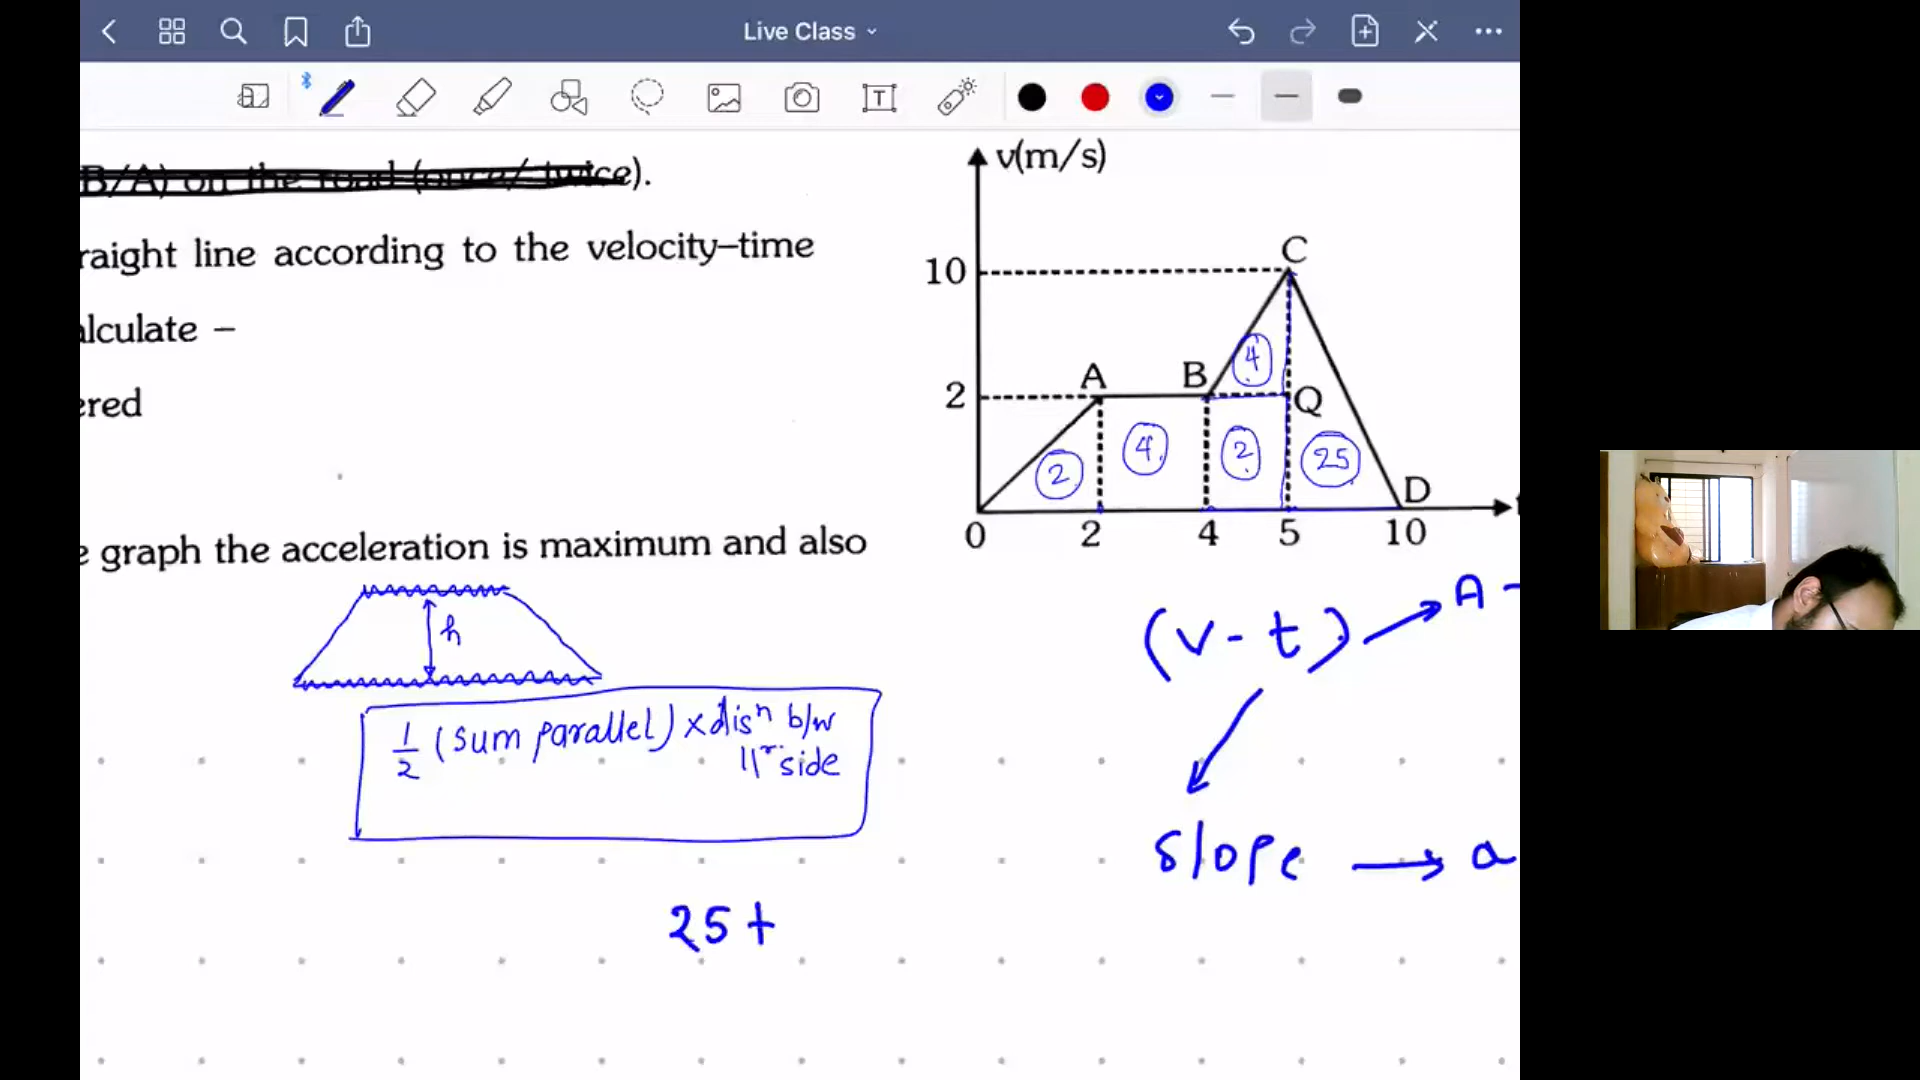 Live Class
T
B/A) on the road (once/ twice).
raight line according to the velocity–time
alculate –
ered
e graph the acceleration is maximum and also
v(m/s)
10
C
4
A
B
2
Q
2
4
2
25
D
0
2
4
5
10
h
1/2 (sum parallel) × disⁿ b/w
11ʳ side
(v - t) → A -
slope → a
25 +